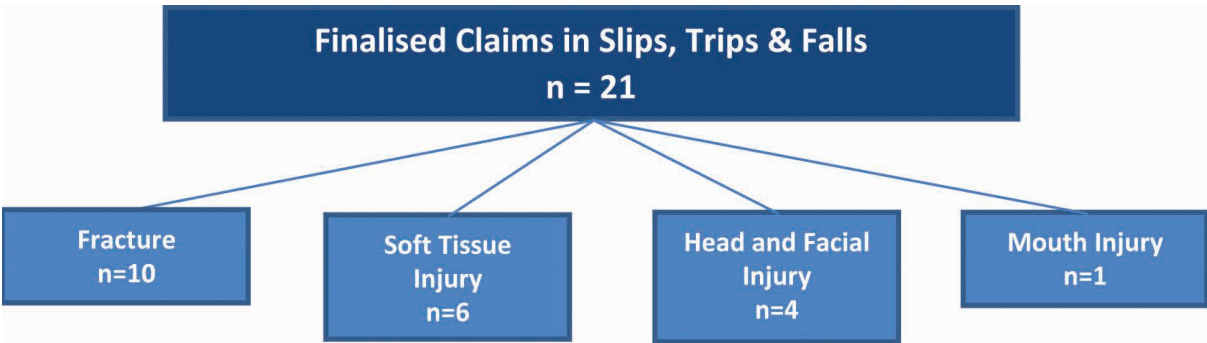 Finalised Claims in Slips, Trips & Falls
n = 21
Fracture
n=10
Soft Tissue
Injury
n=6
Head and Facial
Injury
n=4
Mouth Injury
n=1